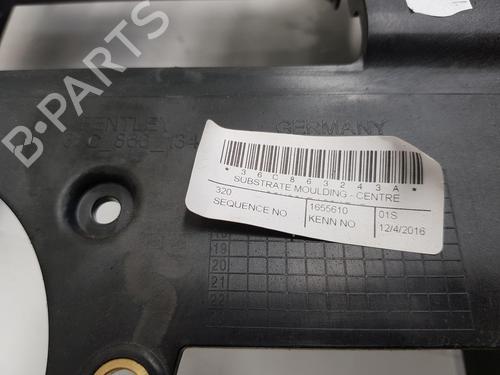 B-PARTS
BENTLEY
GERMANY
*36C863243A*
SUBSTRATE MOULDING - CENTRE
320 1655610 01S
SEQUENCE NO KENN NO 12/4/2016
19
20
21
22